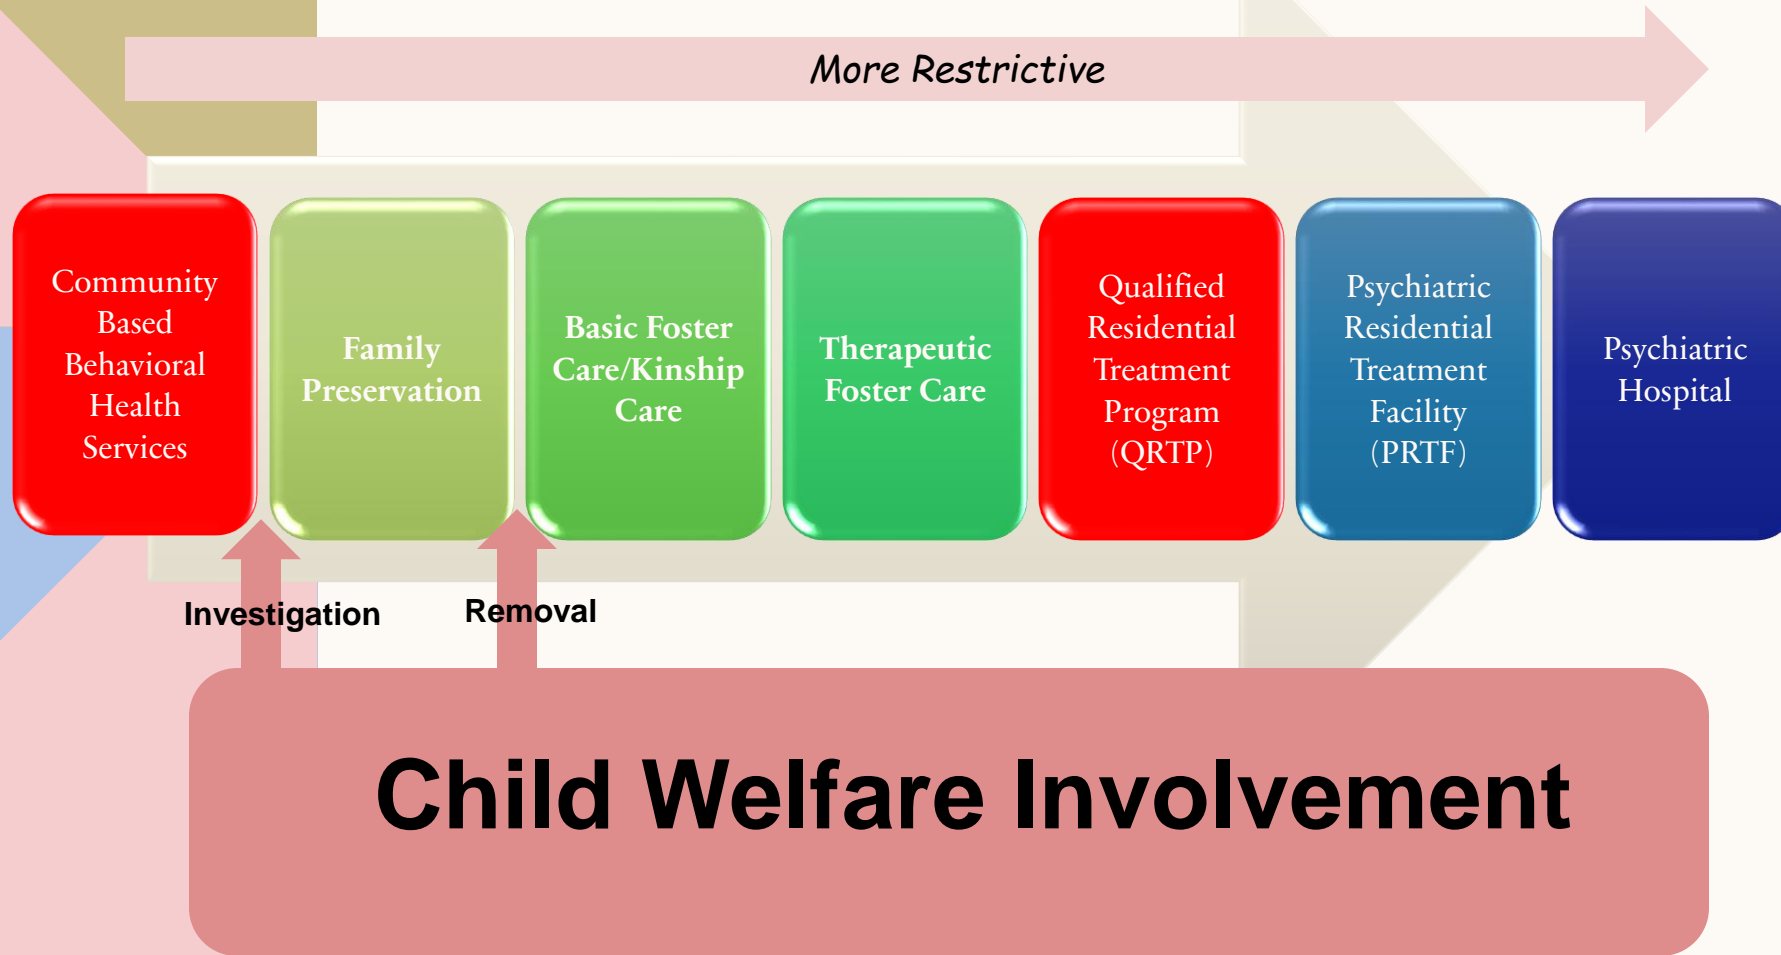 More Restrictive
Community
Based
Behavioral
Health
Services
Family
Preservation
Basic Foster
Care/Kinship
Care
Therapeutic
Foster Care
Qualified
Residential
Treatment
Program
(QRTP)
Psychiatric
Residential
Treatment
Facility
(PRTF)
Psychiatric
Hospital
Investigation
Removal
Child Welfare Involvement